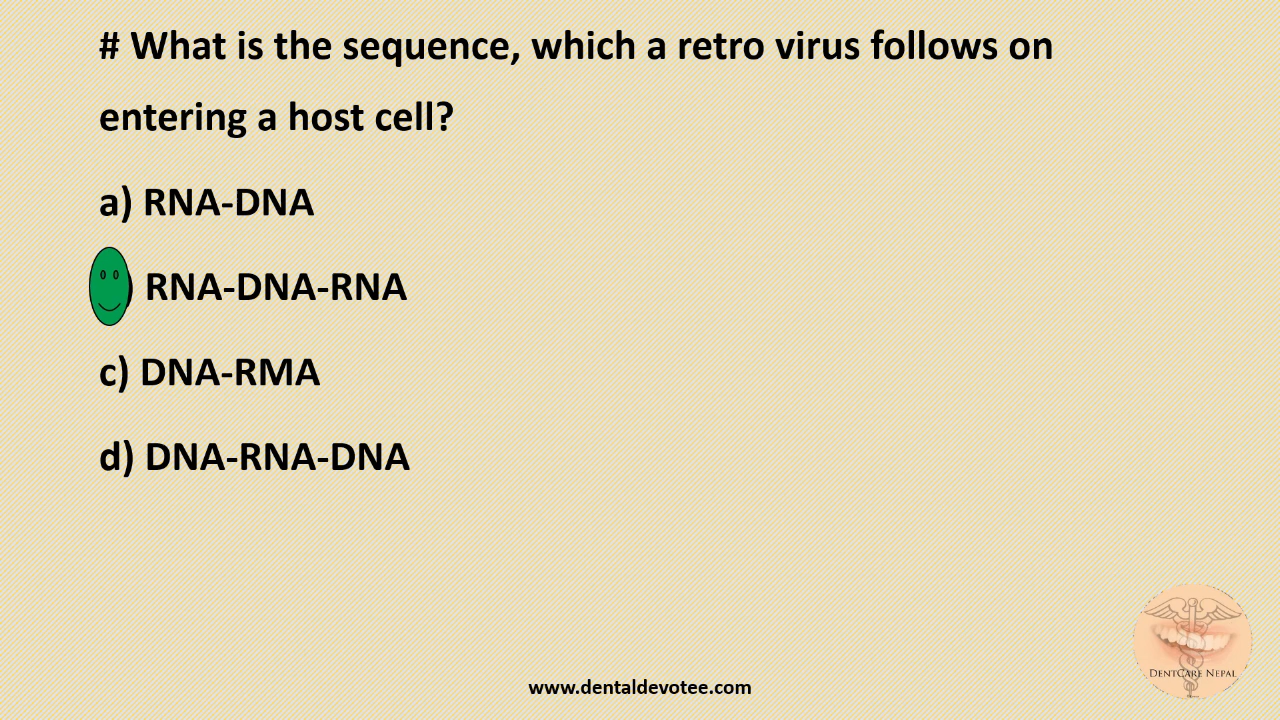 # What is the sequence, which a retro virus follows on
entering a host cell?
a) RNA-DNA
) RNA-DNA-RNA
c) DNA-RMA
d) DNA-RNA-DNA
DentCare Nepal
www.dentaldevotee.com